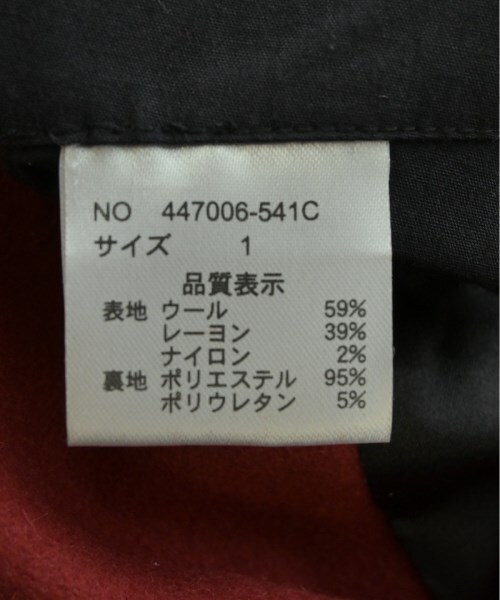 NO 447006-541C
サイズ 1
品質表示
表地 ウール 59%
レーヨン 39%
ナイロン 2%
裏地 ポリエステル 95%
ポリウレタン 5%